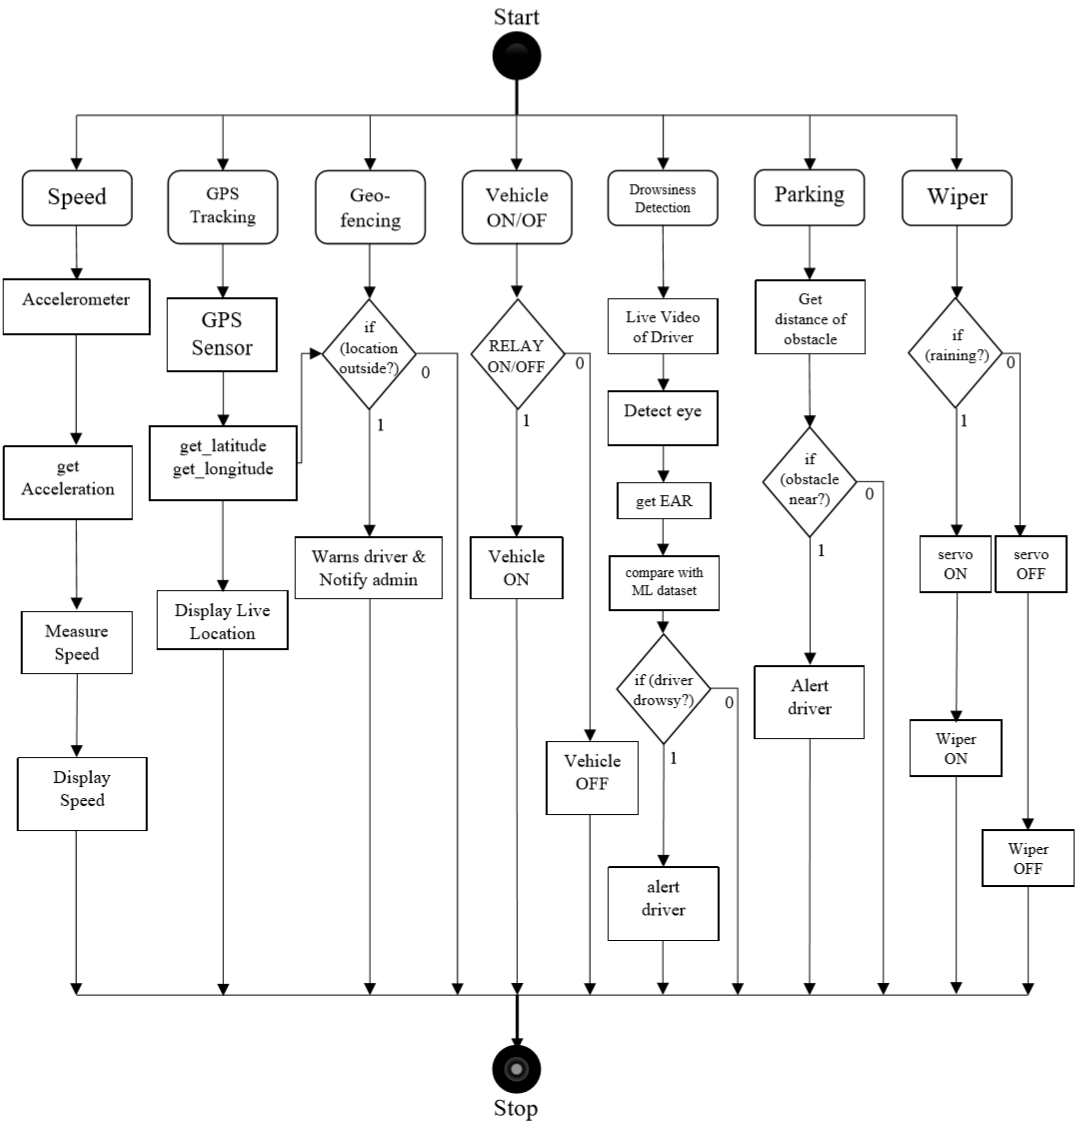 Start
Speed
GPS
Tracking
Geo-
fencing
Vehicle
ON/OF
Drowsiness
Detection
Parking
Wiper
Accelerometer
get
Acceleration
Measure
Speed
Display
Speed
GPS
Sensor
get_latitude
get_longitude
Display Live
Location
if
(location
outside?)
0
1
Warns driver &
Notify admin
RELAY
ON/OFF
0
1
Vehicle
ON
Vehicle
OFF
Live Video
of Driver
Detect eye
get EAR
compare with
ML dataset
if (driver
drowsy?)
0
1
alert
driver
Get
distance of
obstacle
if
(obstacle
near?)
0
1
Alert
driver
if
(raining?)
0
1
servo
ON
servo
OFF
Wiper
ON
Wiper
OFF
Stop